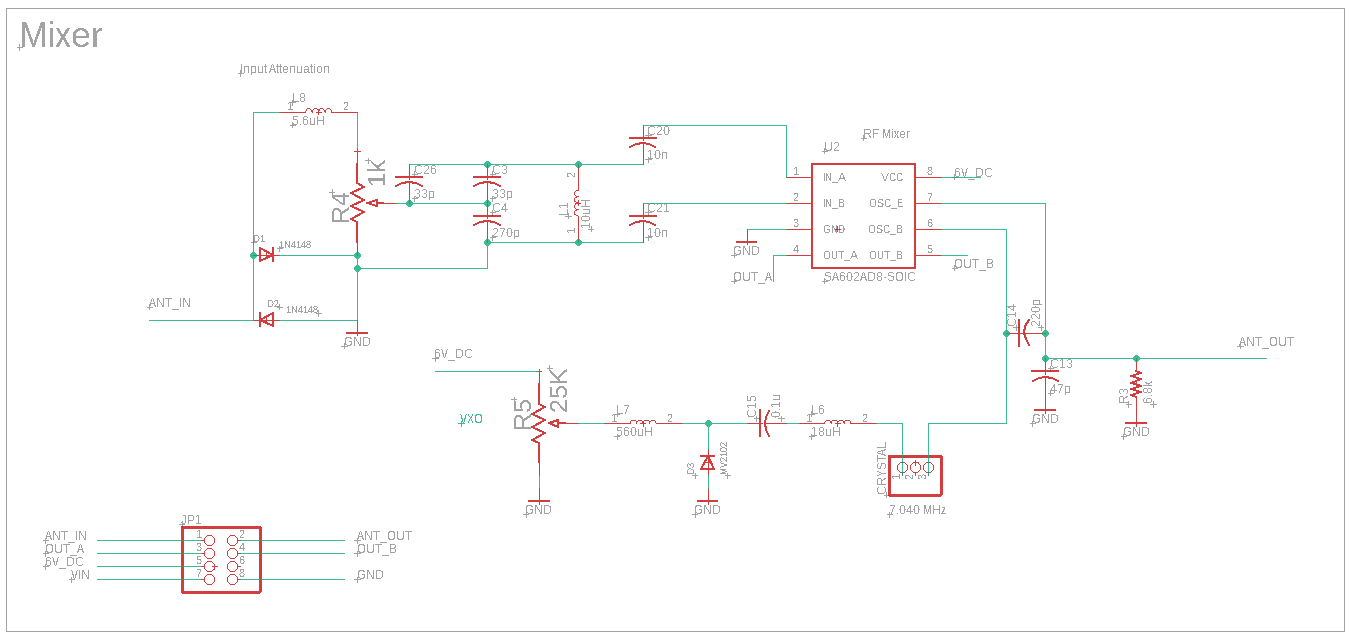 Mixer
Input Attenuation
L8
1 2
5.6uH
1K
R4
C26
33p
C3
33p
C4
270p
2
L1
10uH
1
C20
10n
C21
10n
RF Mixer
U2
1 IN_A VCC 8 6V_DC
2 IN_B OSC_E 7
3 GND OSC_B 6
4 OUT_A OUT_B 5
GND
OUT_A
OUT_B
SA602AD8-SOIC
D1
1N4148
D2
1N4148
ANT_IN
GND
C14
220p
ANT_OUT
C13
47p
GND
R3
6.8k
GND
6V_DC
VXO
R5
25K
GND
L7
1 2
560uH
D3
MV2102
GND
C15
0.1u
L6
1 2
18uH
CRYSTAL
1 2 3
7.040 MHz
JP1
ANT_IN 1 2 ANT_OUT
OUT_A 3 4 OUT_B
6V_DC 5 6
VIN 7 8 GND